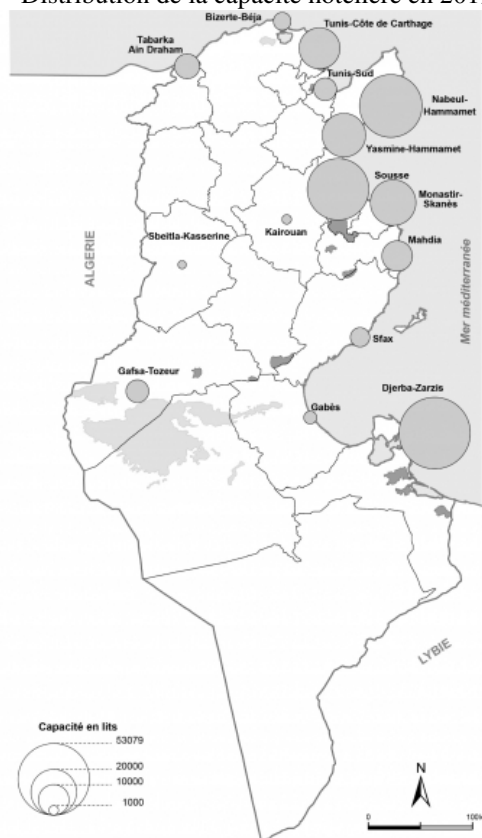 Distribution de la capacité hôtelière en 201
Bizerte-Béja
Tunis-Côte de Carthage
Tabarka
Ain Draham
Tunis-Sud
Nabeul-
Hammamet
Yasmine-Hammamet
Sousse
Monastir-
Skanès
Kairouan
Sbeitla-Kasserine
Mahdia
ALGERIE
Mer méditerranée
Sfax
Gafsa-Tozeur
Djerba-Zarzis
Gabès
LYBIE
Capacité en lits
53079
20000
10000
1000
N
0